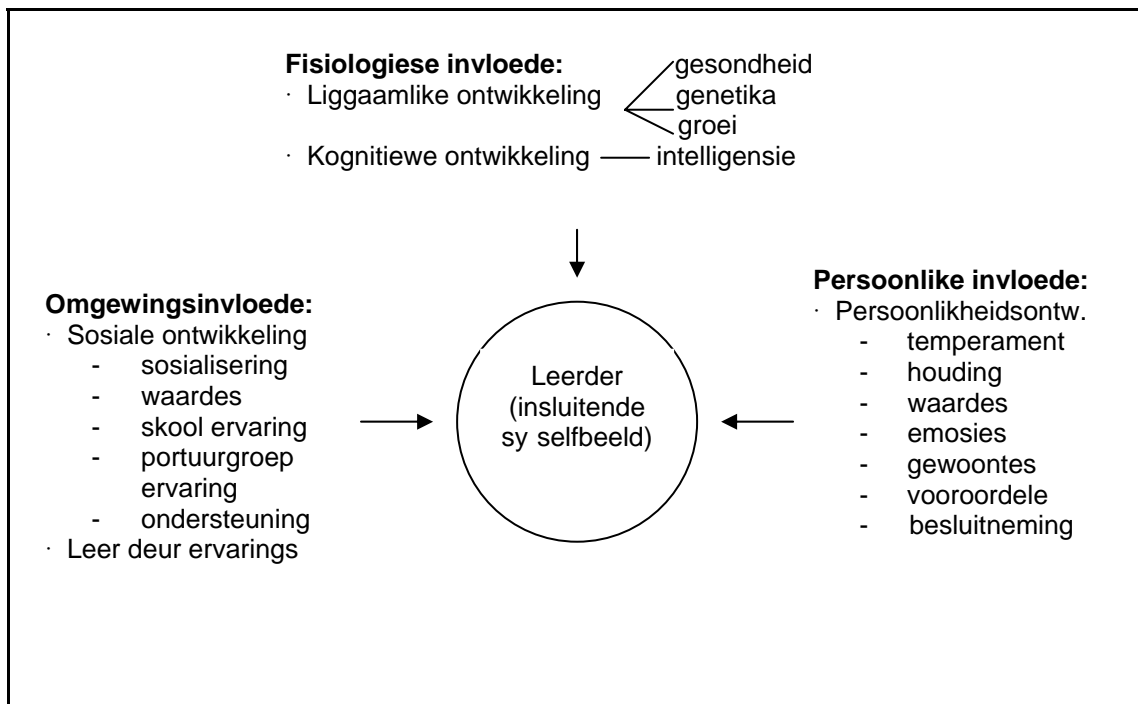 Fisiologiese invloede:
· Liggaamlike ontwikkeling
gesondheid
genetika
groei
· Kognitiewe ontwikkeling
intelligensie
Omgewingsinvloede:
· Sosiale ontwikkeling
- sosialisering
- waardes
- skool ervaring
- portuurgroep
ervaring
- ondersteuning
· Leer deur ervarings
Leerder
(insluitende
sy selfbeeld)
Persoonlike invloede:
· Persoonlikheidsontw.
- temperament
- houding
- waardes
- emosies
- gewoontes
- vooroordele
- besluitneming